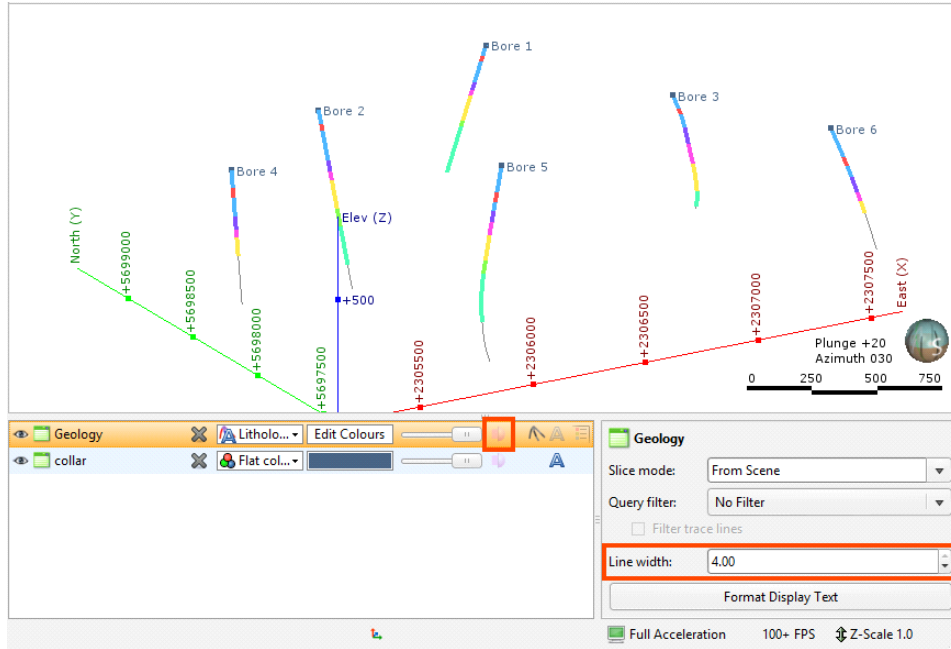 Bore 1
Bore 3
Bore 2
Bore 6
Bore 4
Bore 5
Elev (Z)
North (Y)
+5699000
+5698500
+5698000
+5697500
+500
+2305500
+2306000
+2306500
+2307000
+2307500
East (X)
Plunge +20
Azimuth 030
0 250 500 750
S
Geology Litholo... Edit Colours
collar Flat col...
Geology
Slice mode: From Scene
Query filter: No Filter
Filter trace lines
Line width: 4.00
Format Display Text
Full Acceleration 100+ FPS Z-Scale 1.0